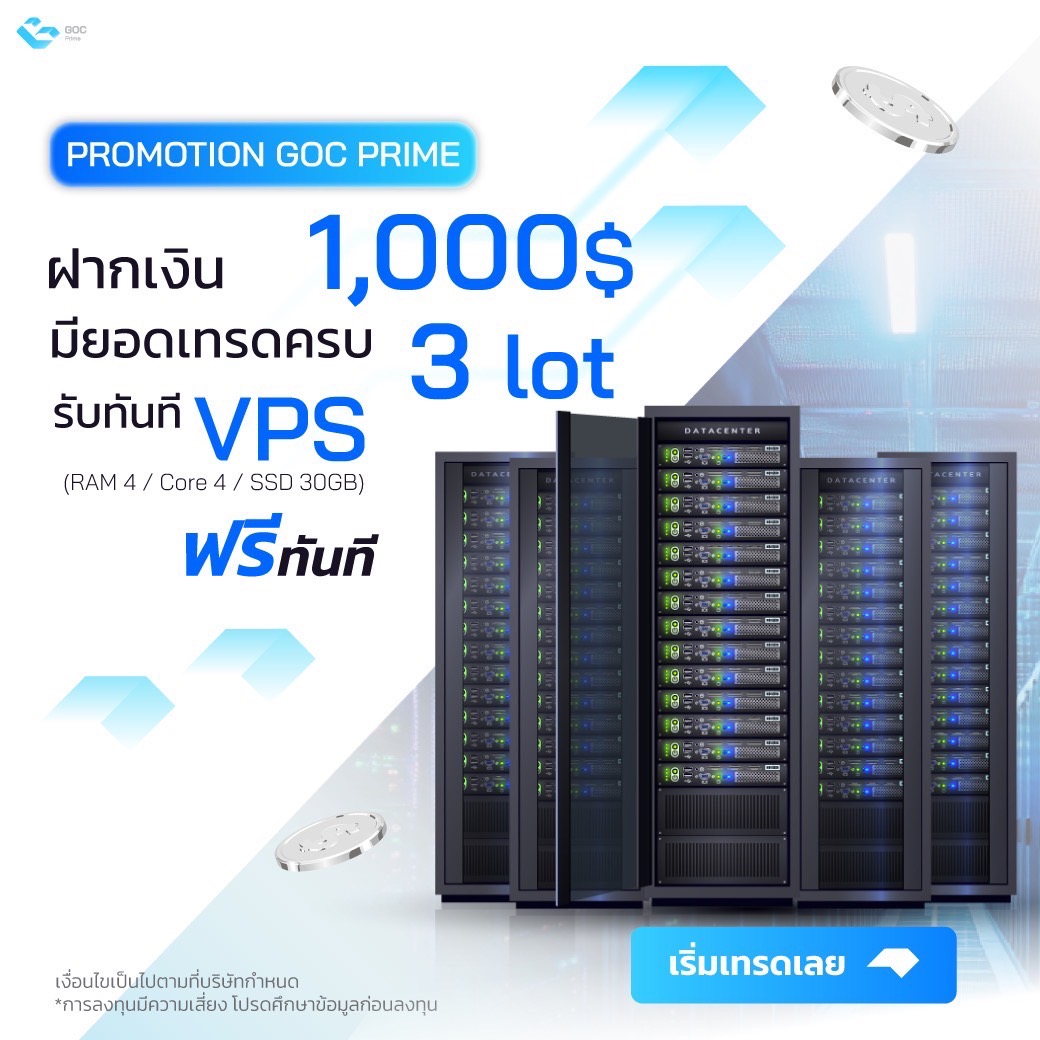 GOC
Prime
PROMOTION GOC PRIME
ฝากเงิน 1,000$
มียอดเทรดครบ 3 lot
รับทันที VPS
(RAM 4 / Core 4 / SSD 30GB)
ฟรีทันที
DATACENTER
DATAC
DATACENTER
DATACENTER
เริ่มเทรดเลย
เงื่อนไขเป็นไปตามที่บริษัทกำหนด
*การลงทุนมีความเสี่ยง โปรดศึกษาข้อมูลก่อนลงทุน